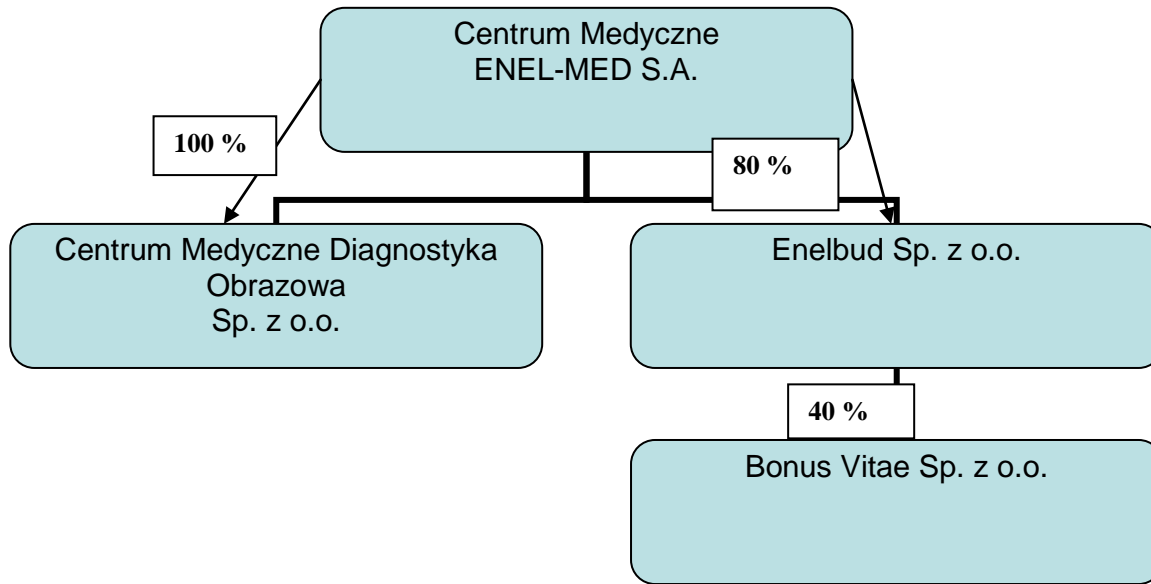 Centrum Medyczne
ENEL-MED S.A.
100 %
80 %
Centrum Medyczne Diagnostyka
Obrazowa
Sp. z o.o.
Enelbud Sp. z o.o.
40 %
Bonus Vitae Sp. z o.o.